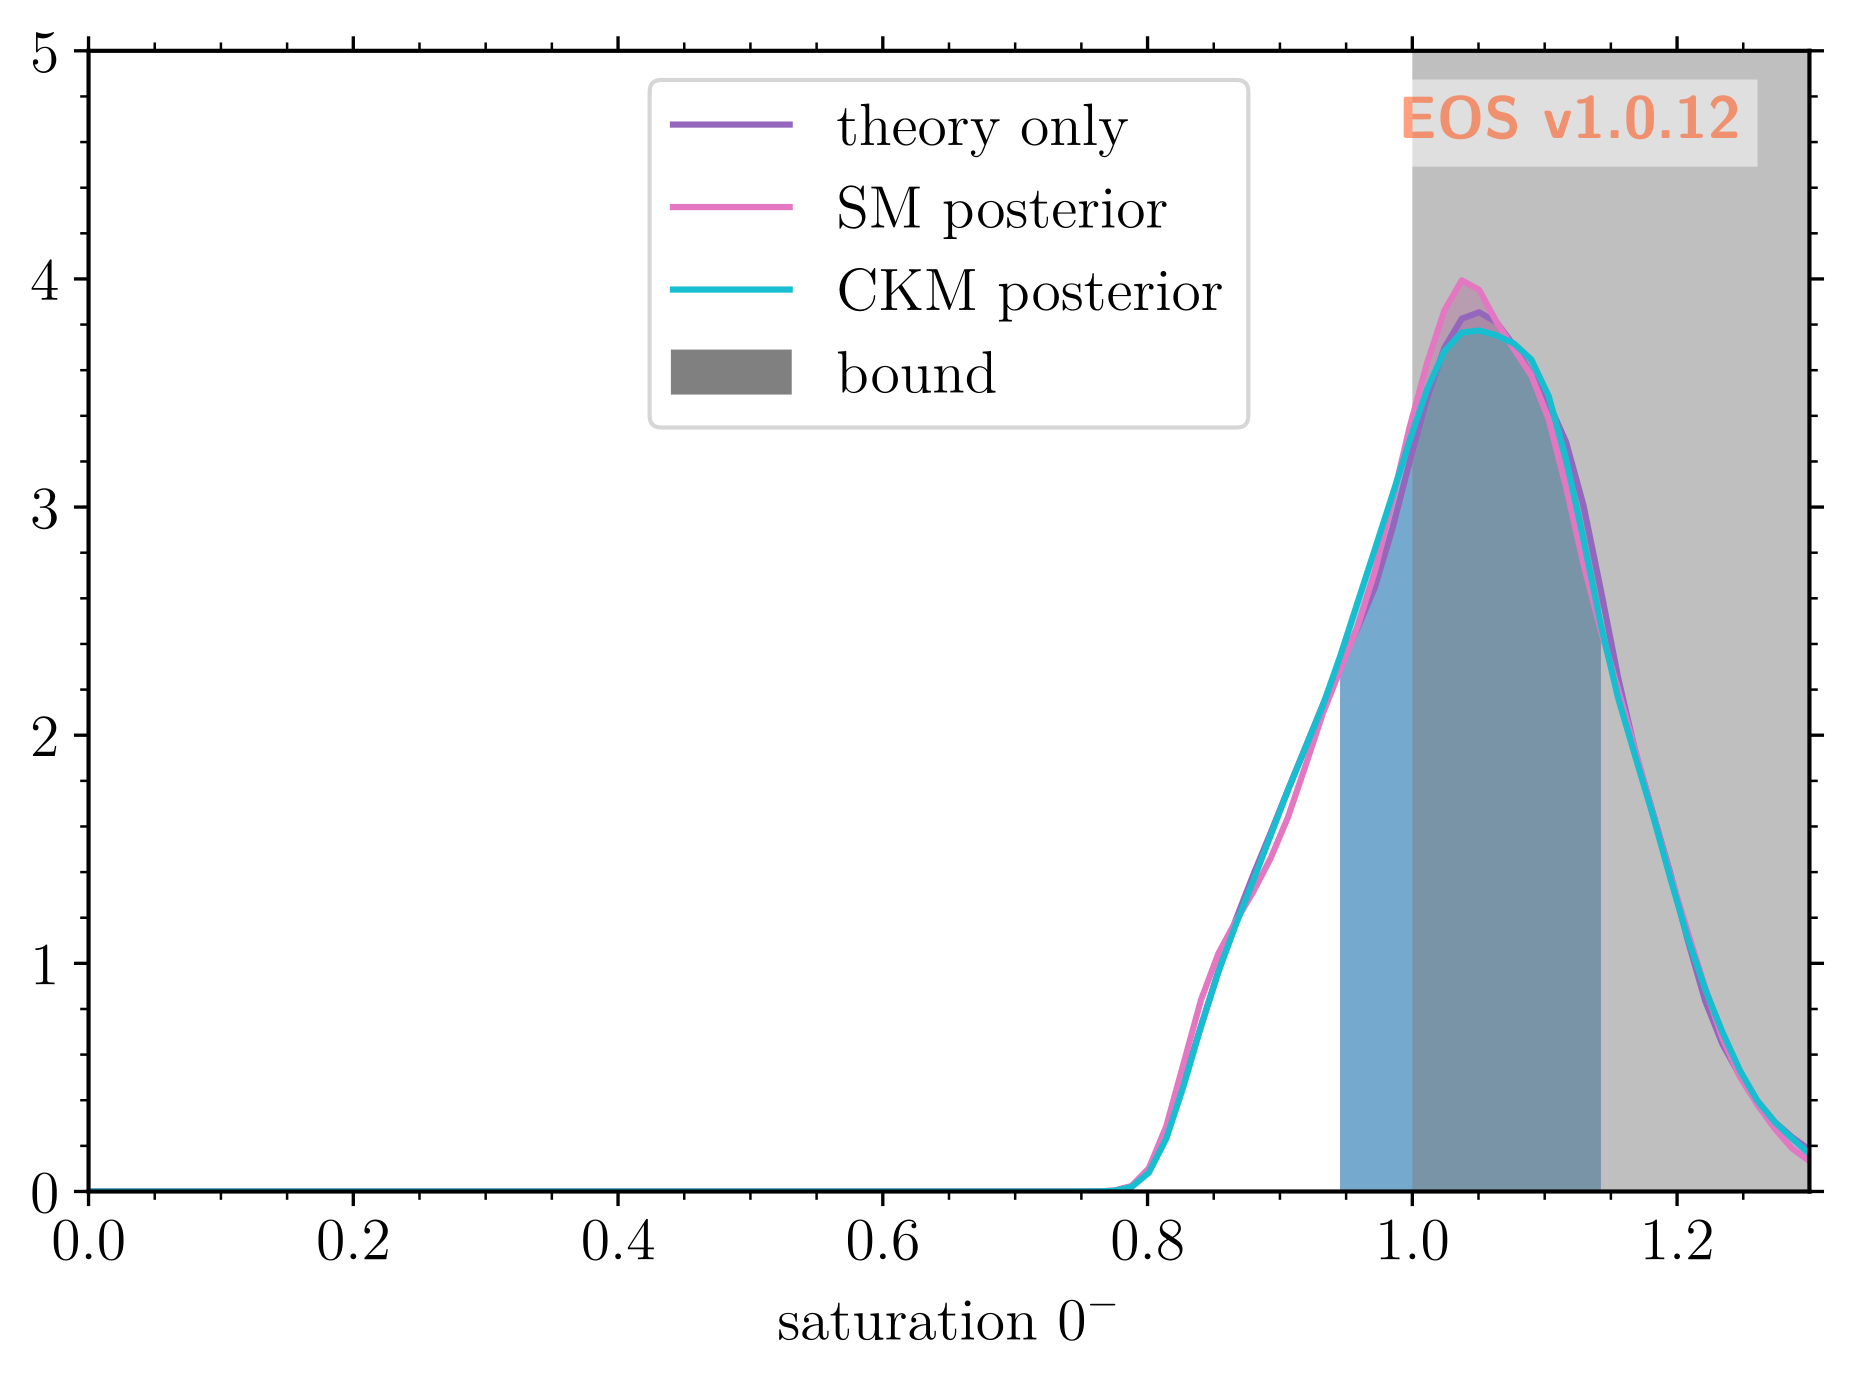 5
EOS v1.0.12
theory only
SM posterior
CKM posterior
bound
4
3
2
1
0
0.0 0.2 0.4 0.6 0.8 1.0 1.2
saturation 0⁻